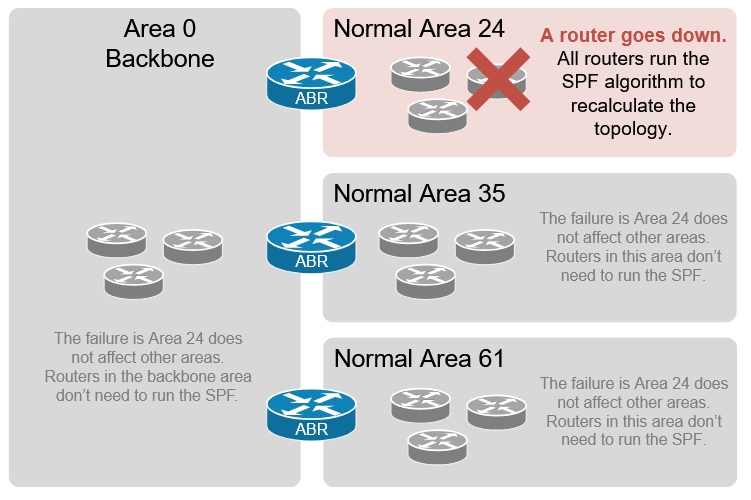 Area 0
Backbone
Normal Area 24
A router goes down.
All routers run the
SPF algorithm to
recalculate the
topology.
ABR
Normal Area 35
The failure is Area 24 does
not affect other areas.
Routers in this area don’t
need to run the SPF.
ABR
The failure is Area 24 does
not affect other areas.
Routers in the backbone area
don’t need to run the SPF.
Normal Area 61
The failure is Area 24 does
not affect other areas.
Routers in this area don’t
need to run the SPF.
ABR